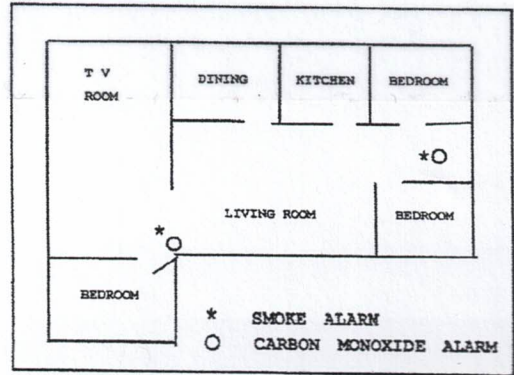 T V
ROOM
DINING
KITCHEN
BEDROOM
*
LIVING ROOM
BEDROOM
*
BEDROOM
* SMOKE ALARM
CARBON MONOXIDE ALARM